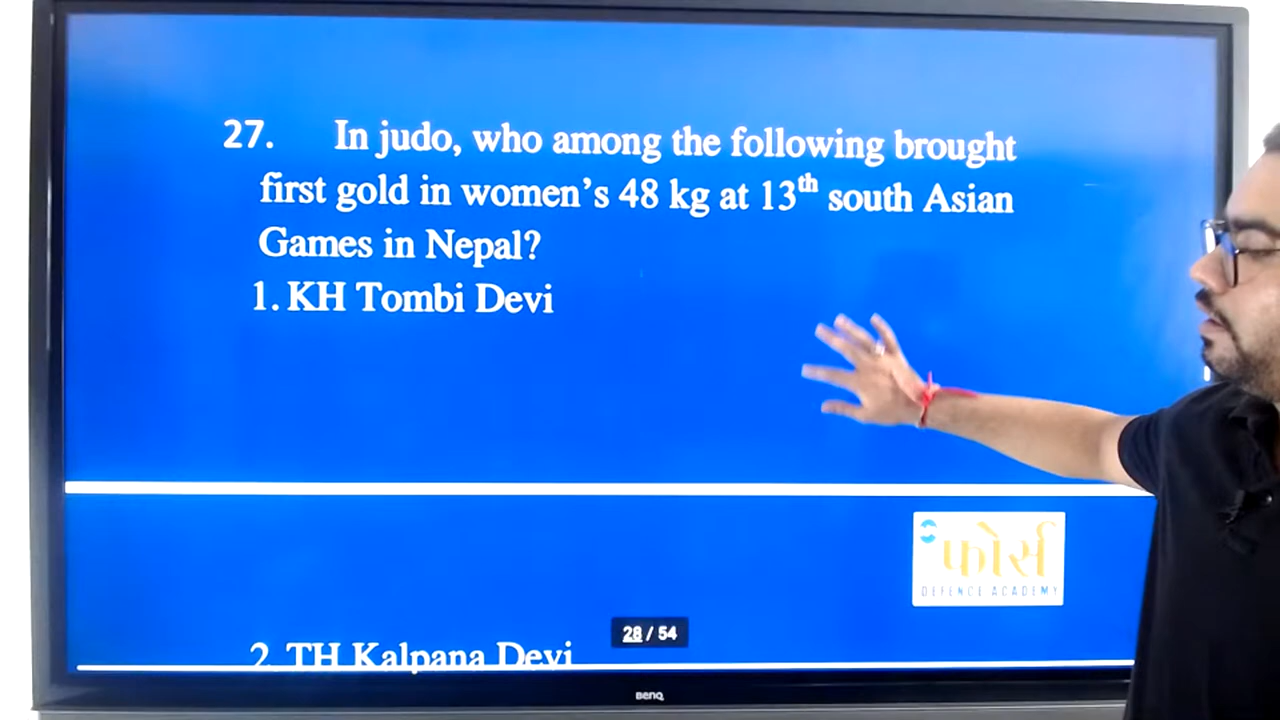 27. In judo, who among the following brought
first gold in women's 48 kg at 13th south Asian
Games in Nepal?
1. KH Tombi Devi
फोर्स
DEFENCE ACADEMY
28 / 54
2. TH Kalpana Devi
BenQ